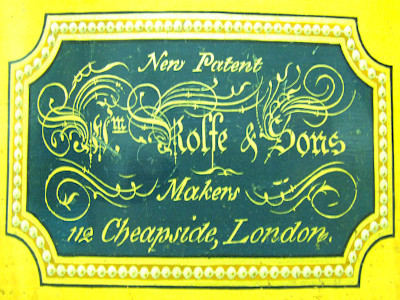 New Patent
Wm Rolfe & Sons
Makers
112 Cheapside, London.